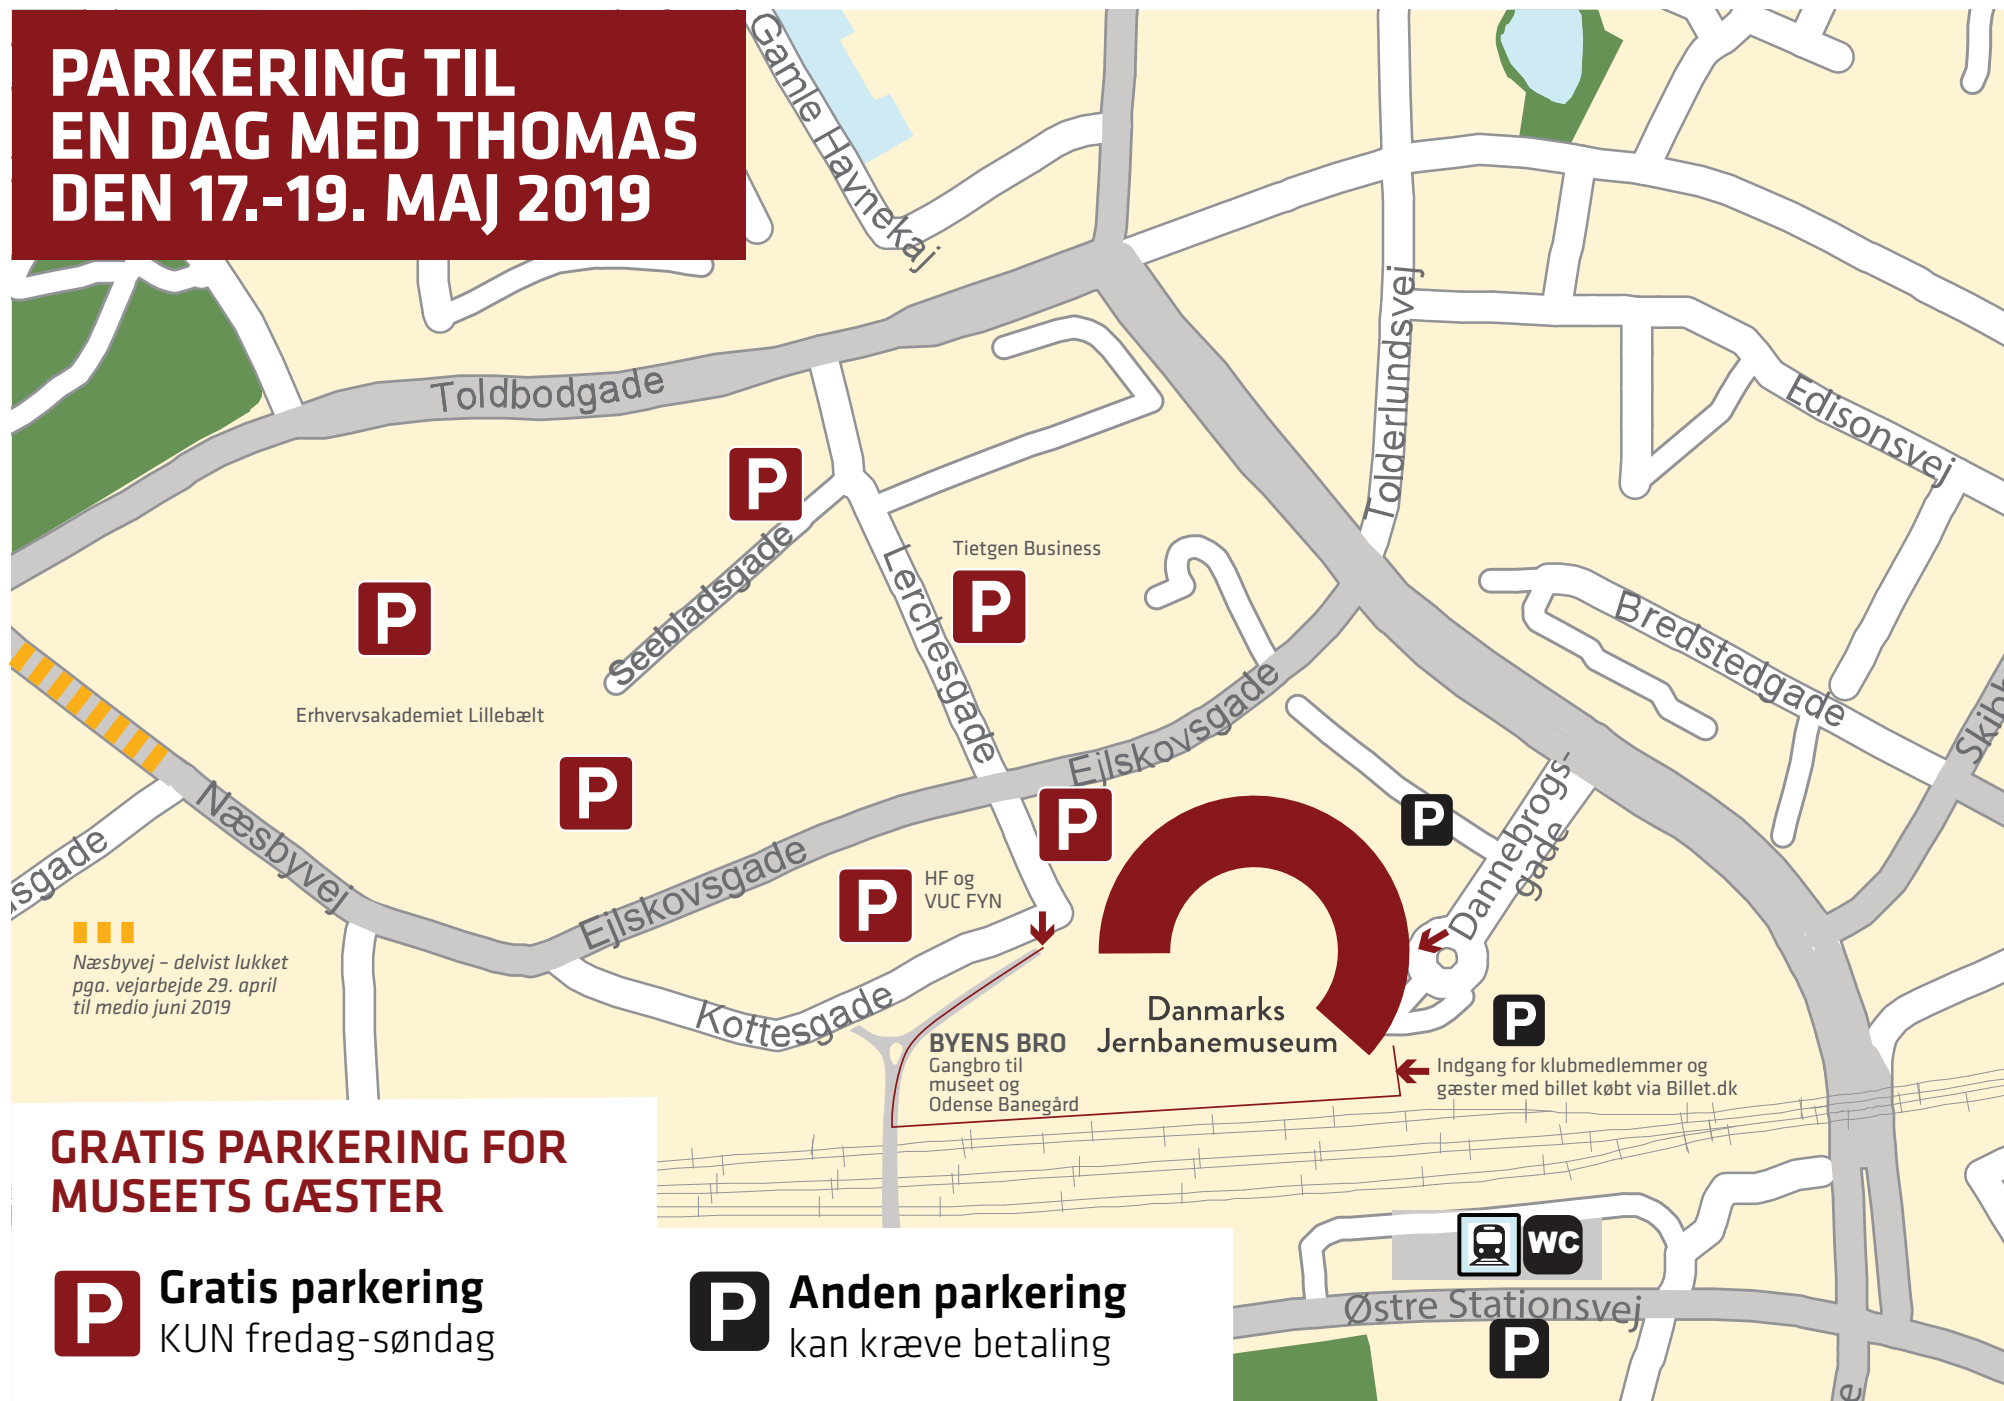 PARKERING TIL
EN DAG MED THOMAS
DEN 17.-19. MAJ 2019
Gamle Havnekaj
Toldbodgade
Tolderlundsvej
Edisonsvej
P
Tietgen Business
P
Seebladsgade
Lerchesgade
P
Erhvervsakademiet Lillebælt
Bredstedgade
Ejlskovsgade
P
P
P
Næsbyvej
Dannebrogs-
gade
sgade
Ejlskovsgade
P
HF og
VUC FYN
Næsbyvej – delvist lukket
pga. vejarbejde 29. april
til medio juni 2019
Kottesgade
Danmarks
Jernbanemuseum
P
BYENS BRO
Gangbro til
museet og
Odense Banegård
Indgang for klubmedlemmer og
gæster med billet købt via Billet.dk
GRATIS PARKERING FOR
MUSEETS GÆSTER
P
Gratis parkering
KUN fredag-søndag
P
Anden parkering
kan kræve betaling
WC
Østre Stationsvej
P
e